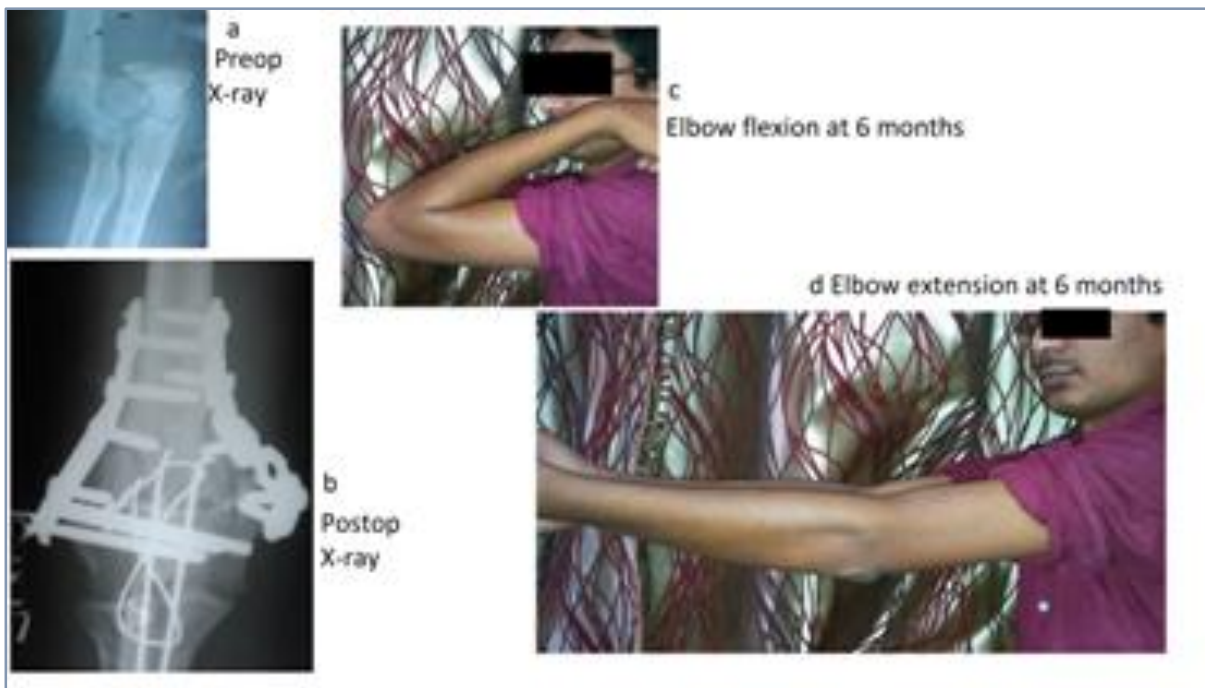 a
Preop
X-ray
c
Elbow flexion at 6 months
d Elbow extension at 6 months
b
Postop
X-ray